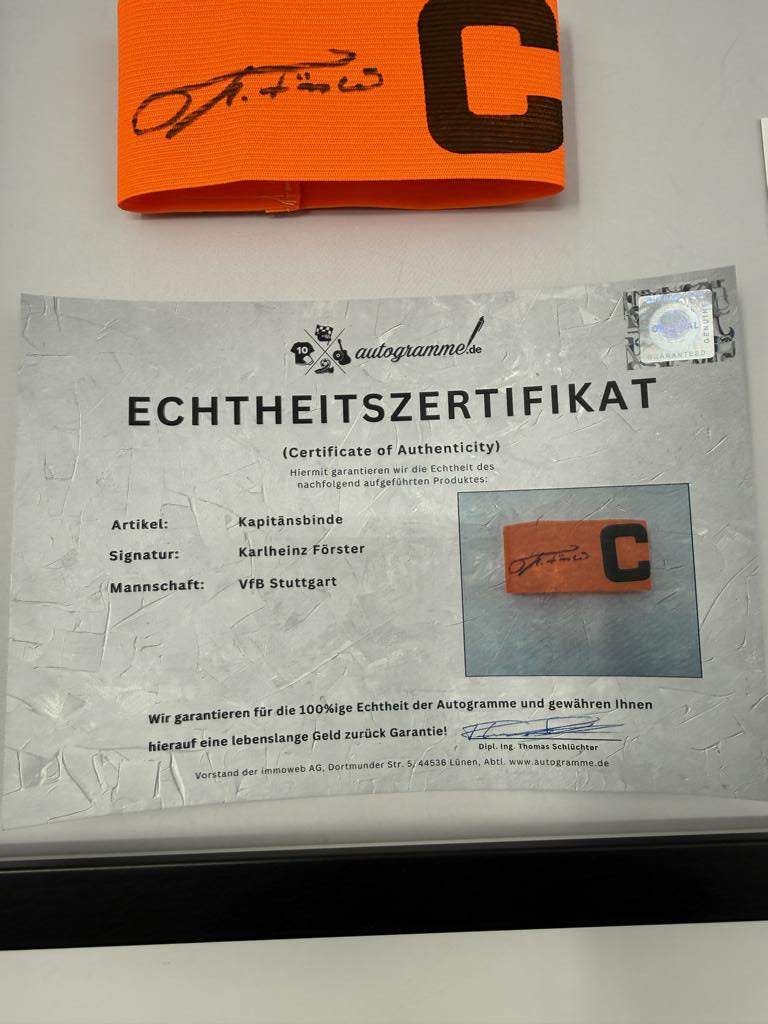 C
10
autogramme.de
ORIGINAL
GENUINE
GUARANTEED
ECHTHEITSZERTIFIKAT
(Certificate of Authenticity)
Hiermit garantieren wir die Echtheit des
nachfolgend aufgeführten Produktes:
Artikel: Kapitänsbinde
Signatur: Karlheinz Förster
Mannschaft: VfB Stuttgart
C
Wir garantieren für die 100%ige Echtheit der Autogramme und gewähren Ihnen
hierauf eine lebenslange Geld zurück Garantie!
Dipl. Ing. Thomas Schlüchter
Vorstand der immoweb AG, Dortmunder Str. 5, 44536 Lünen, Abtl. www.autogramme.de